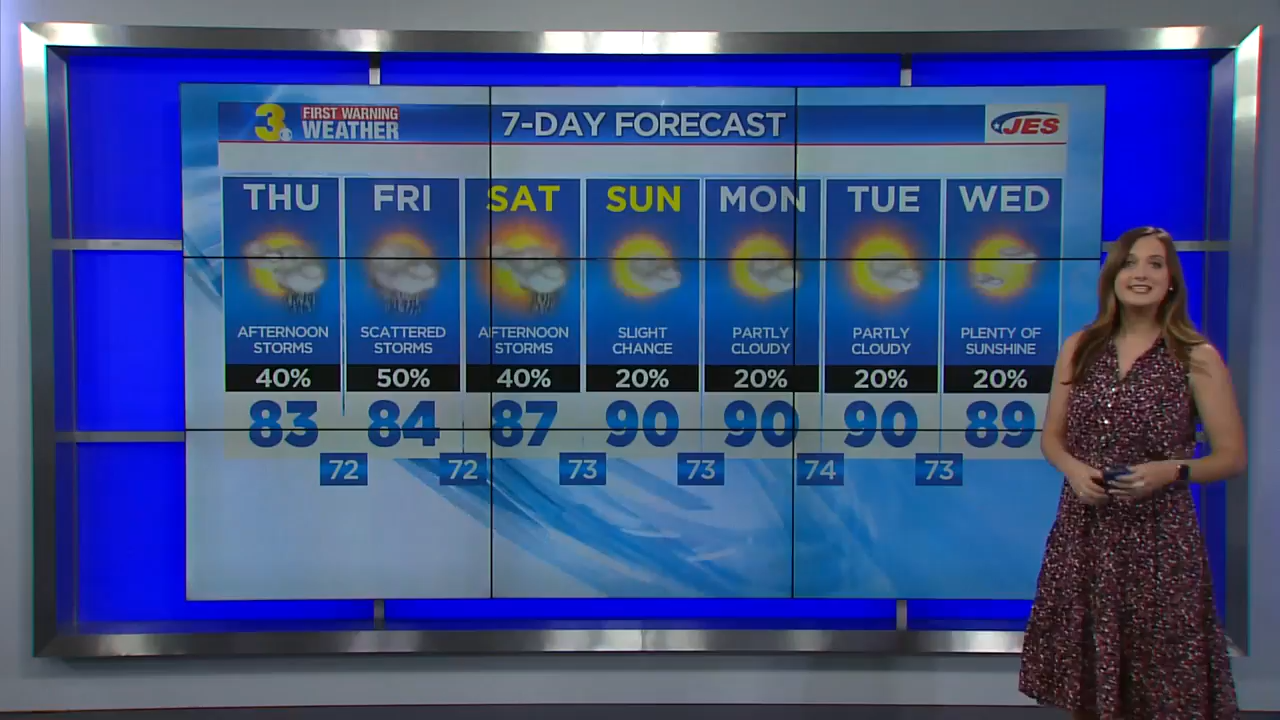 3 FIRST WARNING WEATHER
7-DAY FORECAST
JES
THU FRI SAT SUN MON TUE WED
AFTERNOON STORMS
SCATTERED STORMS
AFTERNOON STORMS
SLIGHT CHANCE
PARTLY CLOUDY
PARTLY CLOUDY
PLENTY OF SUNSHINE
40% 50% 40% 20% 20% 20% 20%
83 84 87 90 90 90 89
72 72 73 73 74 73